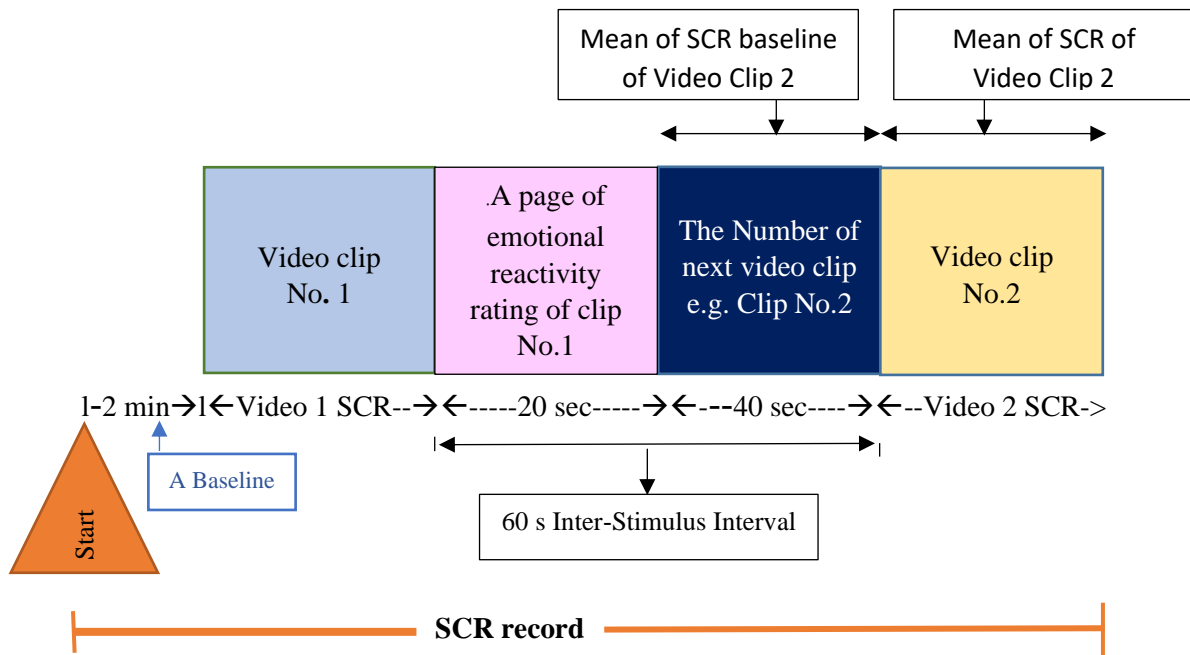 Mean of SCR baseline
of Video Clip 2
Mean of SCR of
Video Clip 2
Video clip
No. 1
.A page of
emotional
reactivity
rating of clip
No.1
The Number of
next video clip
e.g. Clip No.2
Video clip
No.2
1-2 min→l←Video 1 SCR--→←-----20 sec-----→←---40 sec----→←--Video 2 SCR->
A Baseline
Start
60 s Inter-Stimulus Interval
SCR record